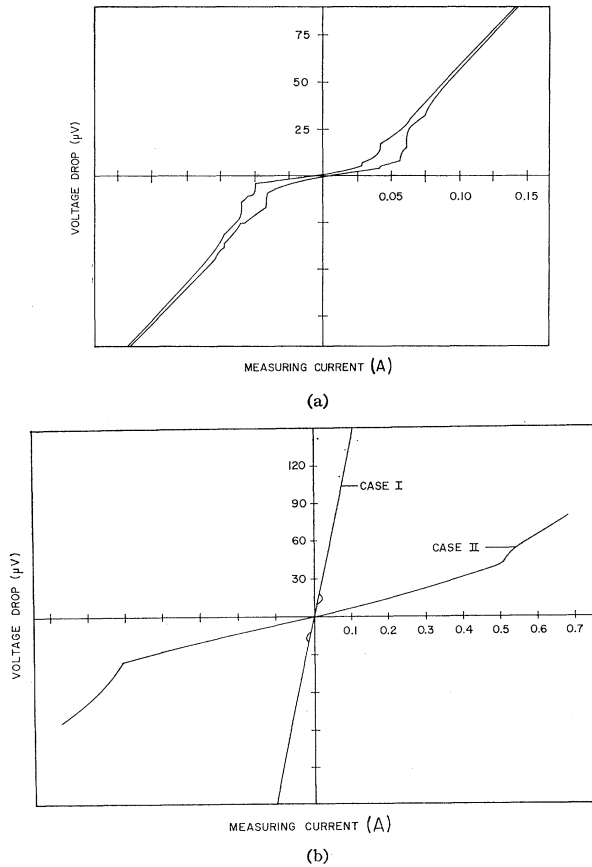 75
50
25
VOLTAGE DROP (μV)
0.05 0.10 0.15
MEASURING CURRENT (A)
(a)
120
90
60
30
CASE I
CASE II
VOLTAGE DROP (μV)
0.1 0.2 0.3 0.4 0.5 0.6 0.7
MEASURING CURRENT (A)
(b)